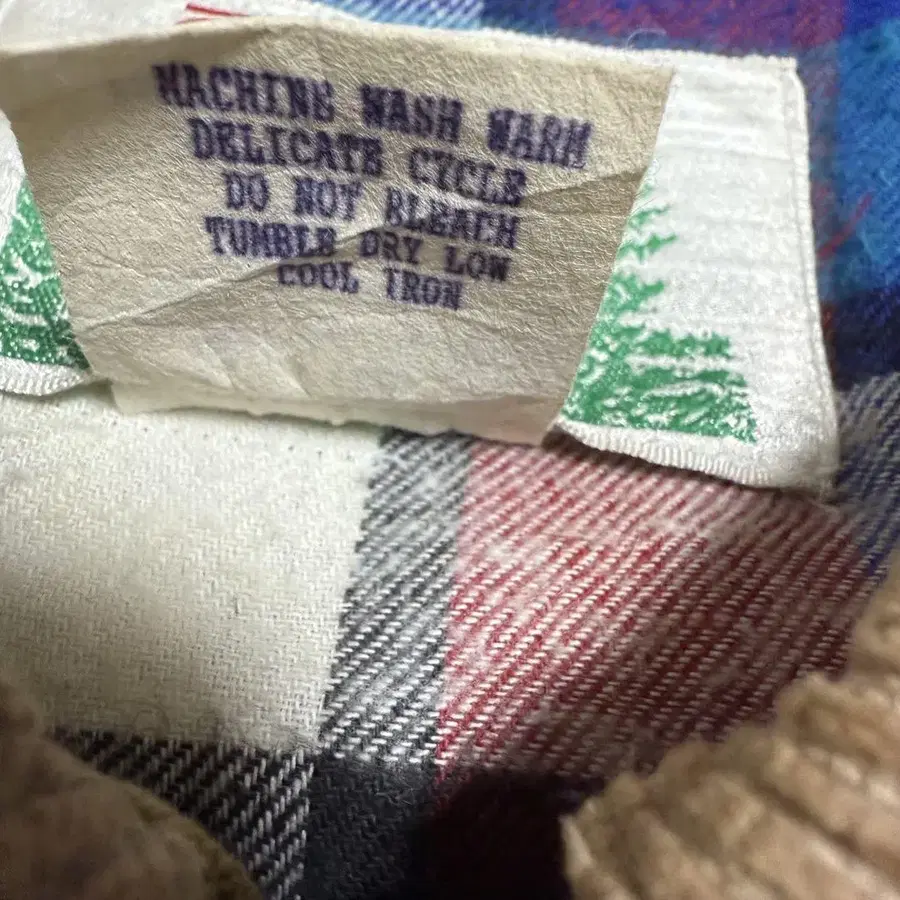 MACHINE WASH WARM
DELICATE CYCLE
DO NOT BLEACH
TUMBLE DRY LOW
COOL IRON